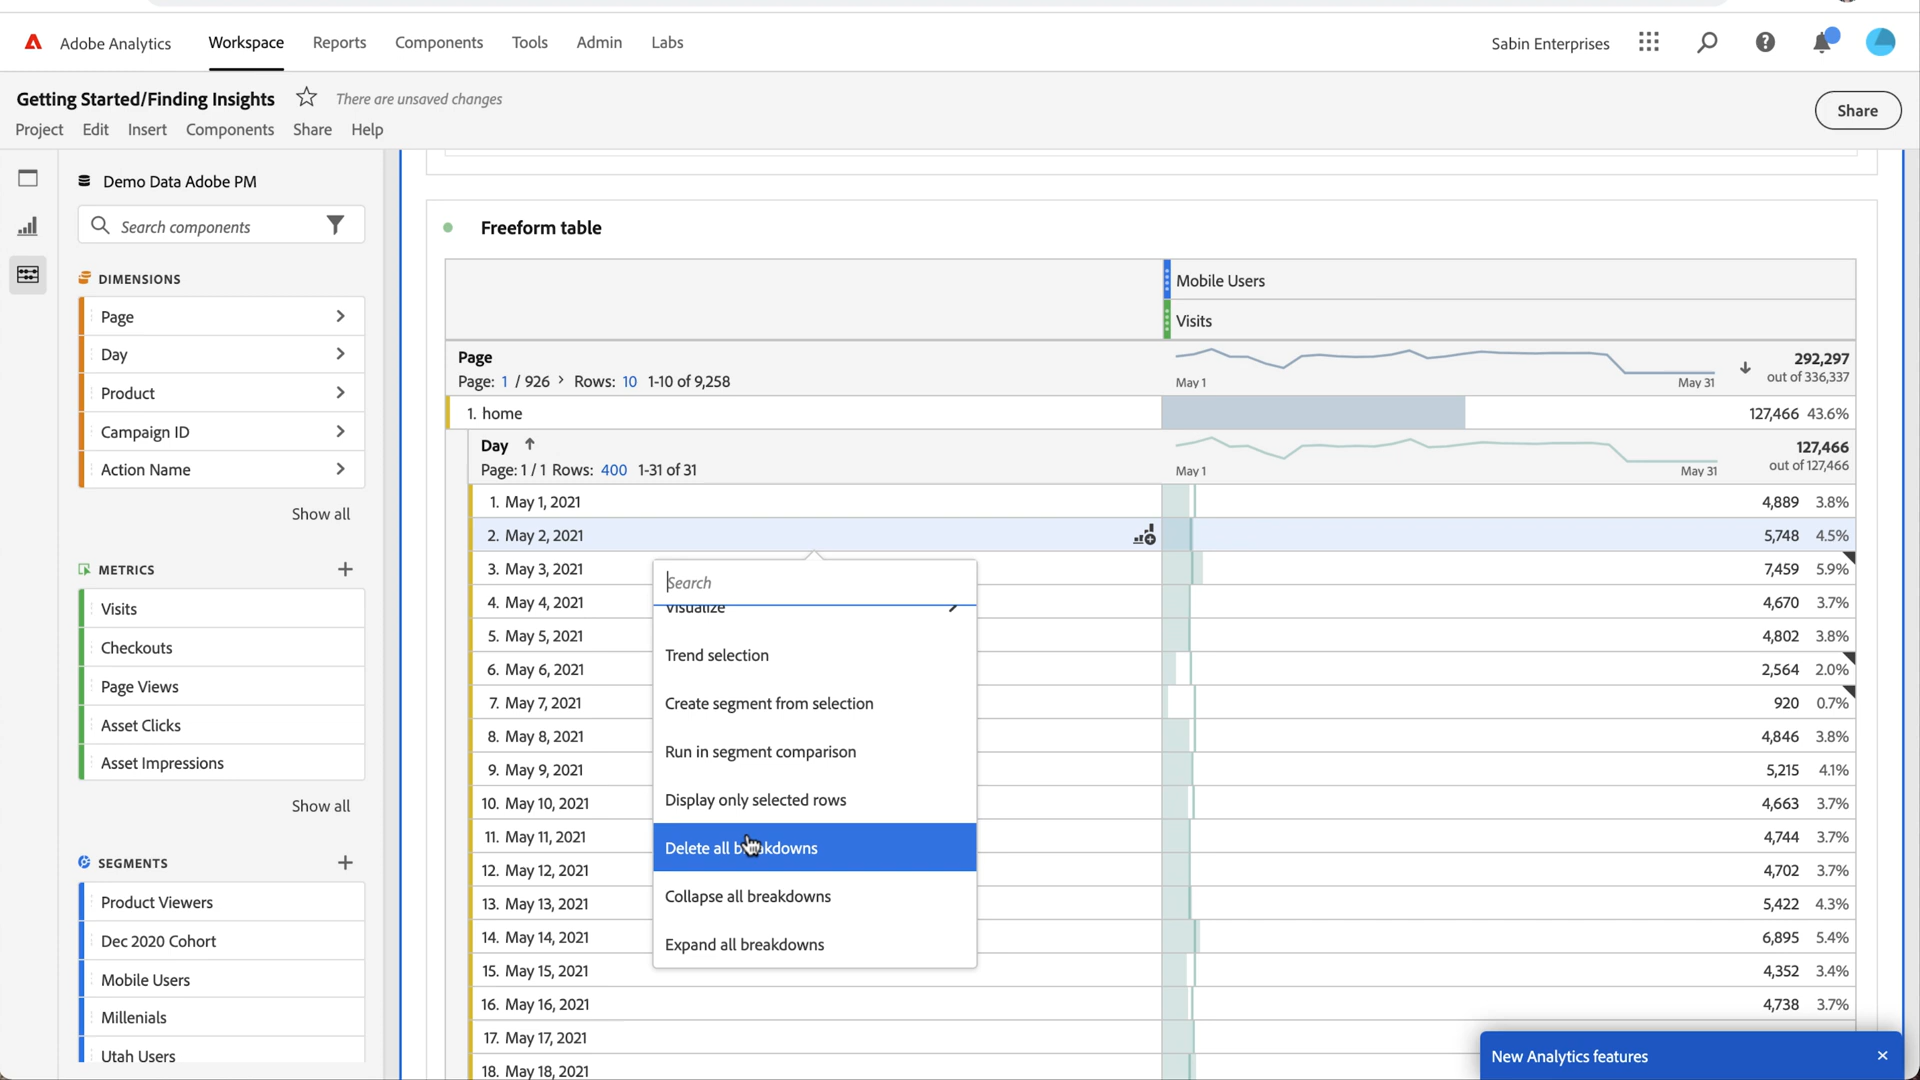 Adobe Analytics Workspace Reports Components Tools Admin Labs Sabin Enterprises
Getting Started/Finding Insights There are unsaved changes
Share
Project Edit Insert Components Share Help
Demo Data Adobe PM
Search components
DIMENSIONS
Page
Day
Product
Campaign ID
Action Name
Show all
METRICS
Visits
Checkouts
Page Views
Asset Clicks
Asset Impressions
Show all
SEGMENTS
Product Viewers
Dec 2020 Cohort
Mobile Users
Millenials
Utah Users
Freeform table
Mobile Users
Visits
Page
Page: 1 / 926 > Rows: 10 1-10 of 9,258
May 1 May 31
292,297
out of 336,337
1. home 127,466 43.6%
Day
Page: 1 / 1 Rows: 400 1-31 of 31
May 1 May 31
127,466
out of 127,466
1. May 1, 2021 4,889 3.8%
2. May 2, 2021 5,748 4.5%
3. May 3, 2021 7,459 5.9%
4. May 4, 2021 4,670 3.7%
5. May 5, 2021 4,802 3.8%
6. May 6, 2021 2,564 2.0%
7. May 7, 2021 920 0.7%
8. May 8, 2021 4,846 3.8%
9. May 9, 2021 5,215 4.1%
10. May 10, 2021 4,663 3.7%
11. May 11, 2021 4,744 3.7%
12. May 12, 2021 4,702 3.7%
13. May 13, 2021 5,422 4.3%
14. May 14, 2021 6,895 5.4%
15. May 15, 2021 4,352 3.4%
16. May 16, 2021 4,738 3.7%
17. May 17, 2021
18. May 18, 2021
Search
Visualize
Trend selection
Create segment from selection
Run in segment comparison
Display only selected rows
Delete all breakdowns
Collapse all breakdowns
Expand all breakdowns
New Analytics features